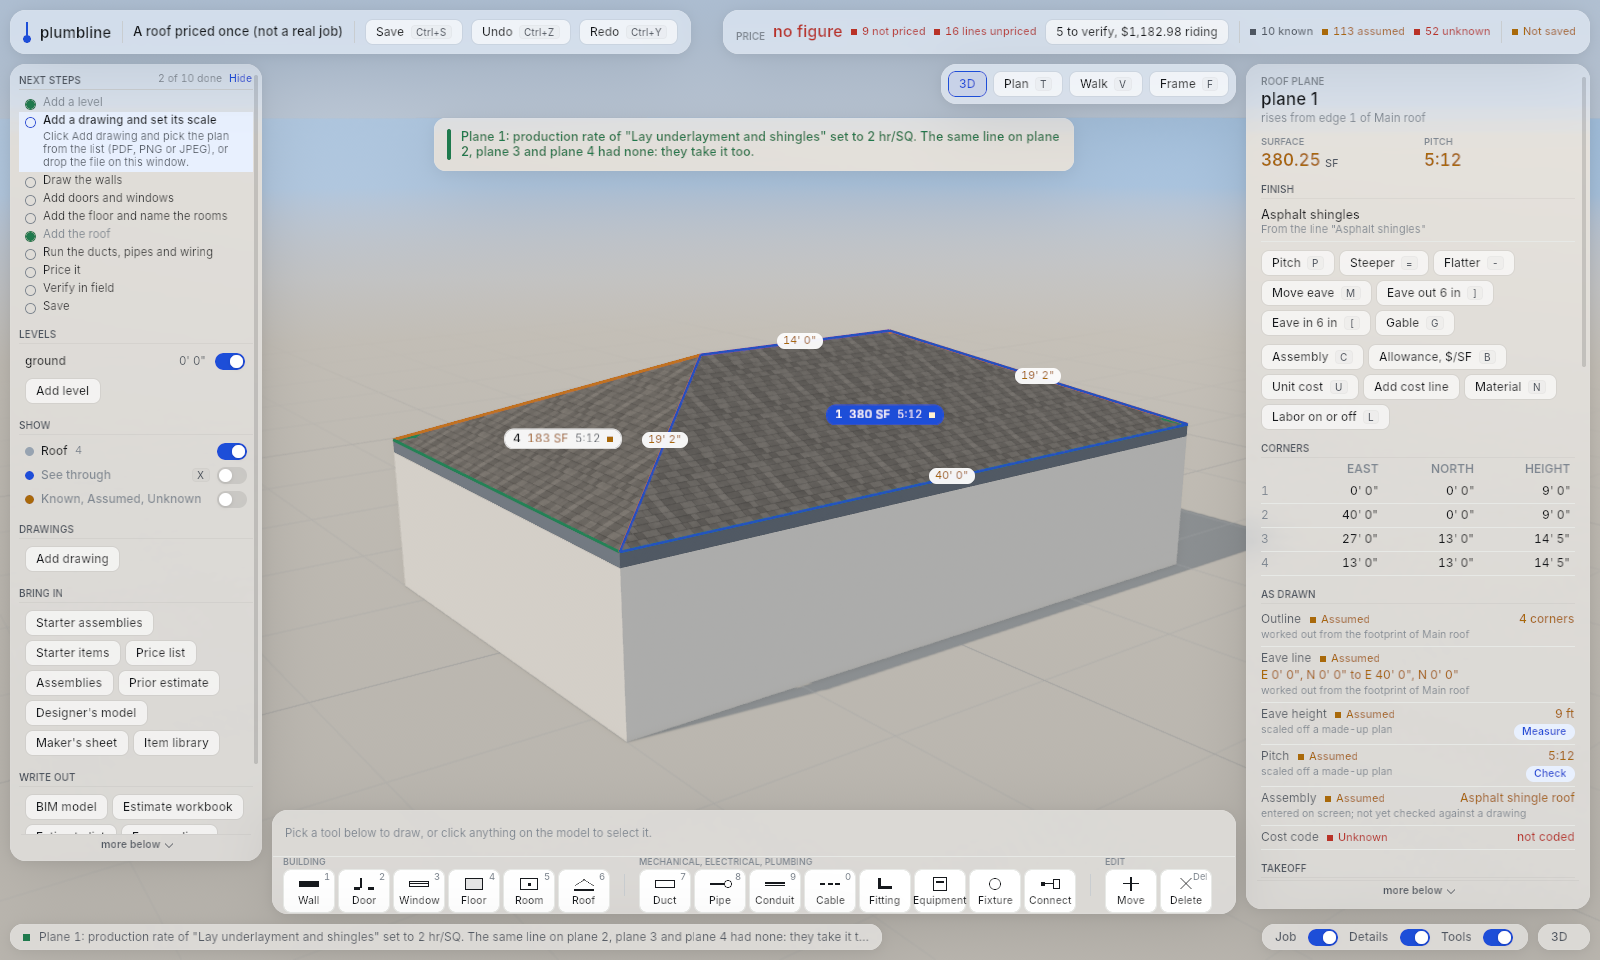 plumbline
A roof priced once (not a real job)
Save Ctrl+S
Undo Ctrl+Z
Redo Ctrl+Y
PRICE no figure
9 not priced
16 lines unpriced
5 to verify, $1,182.98 riding
10 known
113 assumed
52 unknown
Not saved
NEXT STEPS
2 of 10 done Hide
Add a level
Add a drawing and set its scale
Click Add drawing and pick the plan
from the list (PDF, PNG or JPEG), or
drop the file on this window.
Draw the walls
Add doors and windows
Add the floor and name the rooms
Add the roof
Run the ducts, pipes and wiring
Price it
Verify in field
Save
LEVELS
ground 0' 0"
Add level
SHOW
Roof 4
See through X
Known, Assumed, Unknown
DRAWINGS
Add drawing
BRING IN
Starter assemblies
Starter items
Price list
Assemblies
Prior estimate
Designer's model
Maker's sheet
Item library
WRITE OUT
BIM model
Estimate workbook
more below
3D
Plan T
Walk V
Frame F
Plane 1: production rate of "Lay underlayment and shingles" set to 2 hr/SQ. The same line on plane
2, plane 3 and plane 4 had none: they take it too.
14' 0"
19' 2"
1 380 SF 5:12
4 183 SF 5:12
19' 2"
40' 0"
Pick a tool below to draw, or click anything on the model to select it.
BUILDING
Wall 1
Door 2
Window 3
Floor 4
Room 5
Roof 6
MECHANICAL, ELECTRICAL, PLUMBING
Duct 7
Pipe 8
Conduit 9
Cable 0
Fitting
Equipment
Fixture
Connect
EDIT
Move
Delete Del
Plane 1: production rate of "Lay underlayment and shingles" set to 2 hr/SQ. The same line on plane 2, plane 3 and plane 4 had none: they take it t...
ROOF PLANE
plane 1
rises from edge 1 of Main roof
SURFACE
380.25 SF
PITCH
5:12
FINISH
Asphalt shingles
From the line "Asphalt shingles"
Pitch P
Steeper =
Flatter -
Move eave M
Eave out 6 in ]
Eave in 6 in [
Gable G
Assembly C
Allowance, $/SF B
Unit cost U
Add cost line
Material N
Labor on or off L
CORNERS
EAST NORTH HEIGHT
1 0' 0" 0' 0" 9' 0"
2 40' 0" 0' 0" 9' 0"
3 27' 0" 13' 0" 14' 5"
4 13' 0" 13' 0" 14' 5"
AS DRAWN
Outline Assumed 4 corners
worked out from the footprint of Main roof
Eave line Assumed
E 0' 0", N 0' 0" to E 40' 0", N 0' 0"
worked out from the footprint of Main roof
Eave height Assumed 9 ft
scaled off a made-up plan Measure
Pitch Assumed 5:12
scaled off a made-up plan Check
Assembly Assumed Asphalt shingle roof
entered on screen; not yet checked against a drawing
Cost code Unknown not coded
TAKEOFF
more below
Job
Details
Tools
3D